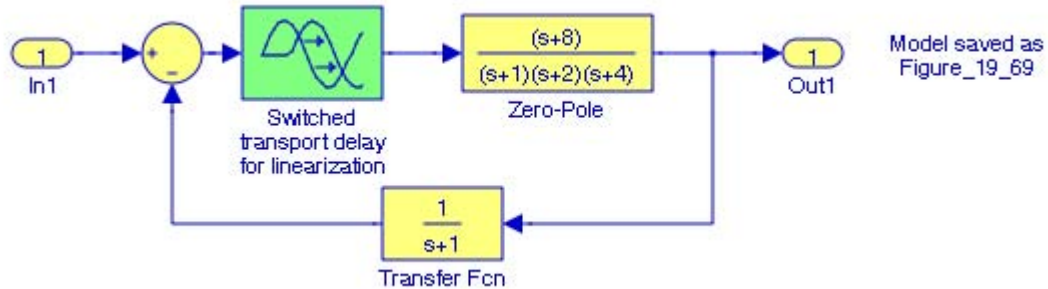 1
In1
+
-
Switched
transport delay
for linearization
(s+8)
(s+1)(s+2)(s+4)
Zero-Pole
1
Out1
Model saved as
Figure_19_69
1
s+1
Transfer Fcn